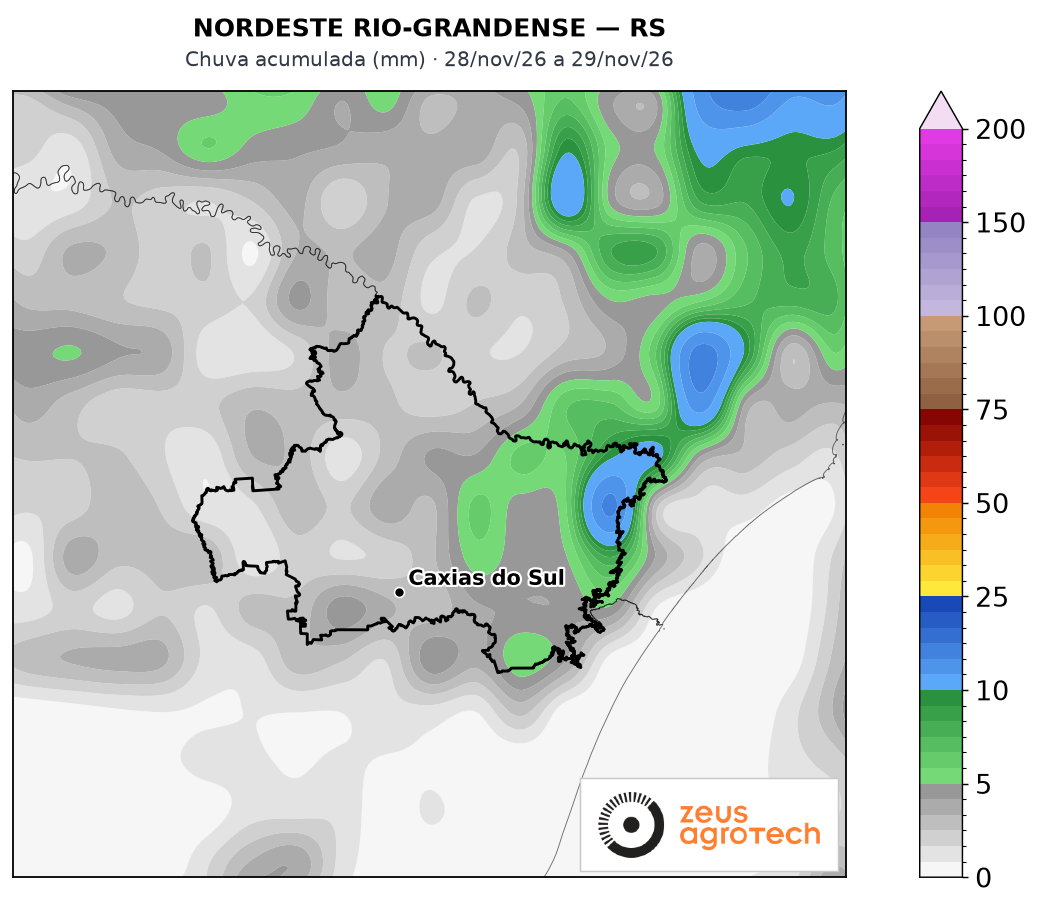 NORDESTE RIO-GRANDENSE — RS
Chuva acumulada (mm) · 28/nov/26 a 29/nov/26
200
150
100
75
50
25
10
5
0
Caxias do Sul
zeus
agrotech